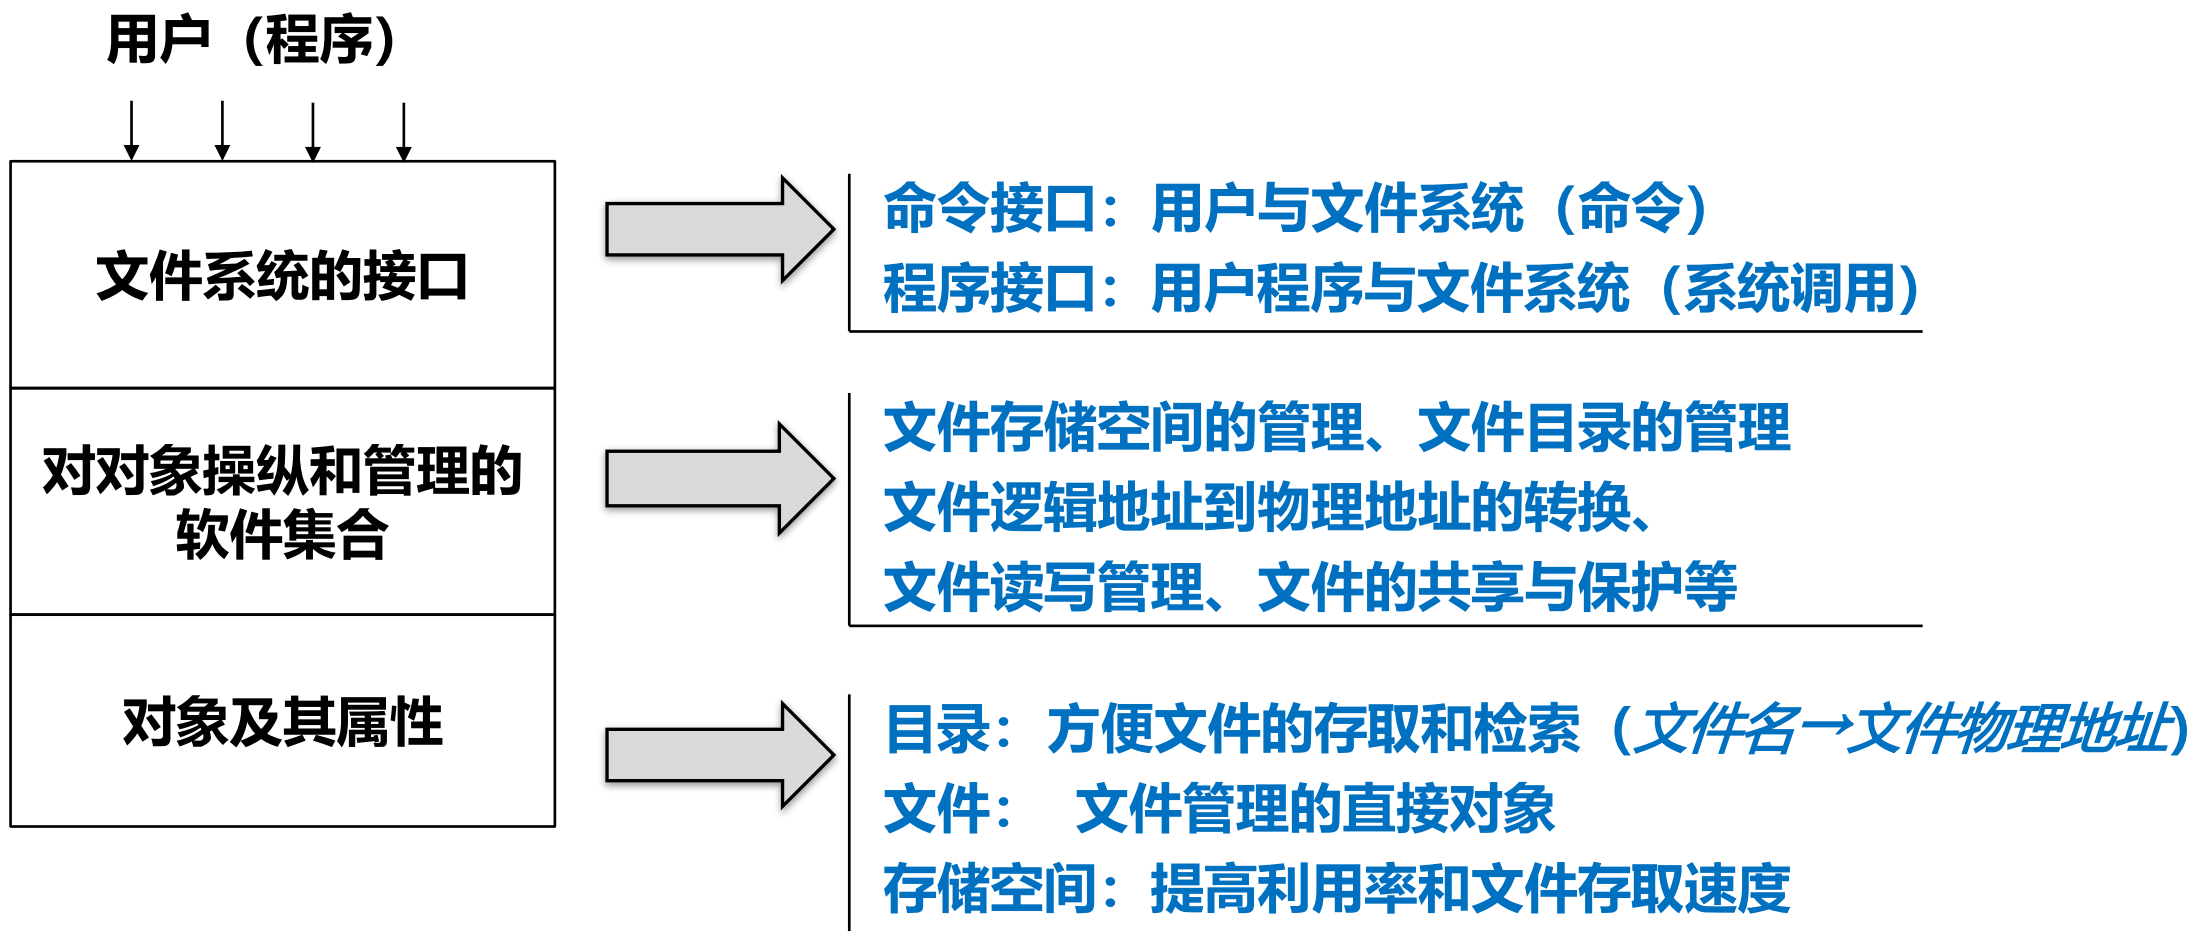 用户（程序）
文件系统的接口
命令接口：用户与文件系统（命令）
程序接口：用户程序与文件系统（系统调用）
对对象操纵和管理的
软件集合
文件存储空间的管理、文件目录的管理
文件逻辑地址到物理地址的转换、
文件读写管理、文件的共享与保护等
对象及其属性
目录：方便文件的存取和检索（文件名→文件物理地址）
文件： 文件管理的直接对象
存储空间：提高利用率和文件存取速度